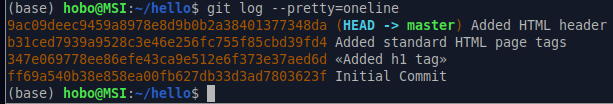 (base) hobo@MSI:~/hello$ git log --pretty=oneline
9ac09deec9459a8978e8d9b0b2a38401377348da (HEAD -> master) Added HTML header
b31ced7939a9528c3e46e256fc755f85cbd39fd4 Added standard HTML page tags
347e069778ee86efe43ca9e512e6f373e37aed6d «Added h1 tag»
ff69a540b38e858ea00fb627db33d3ad7803623f Initial Commit
(base) hobo@MSI:~/hello$